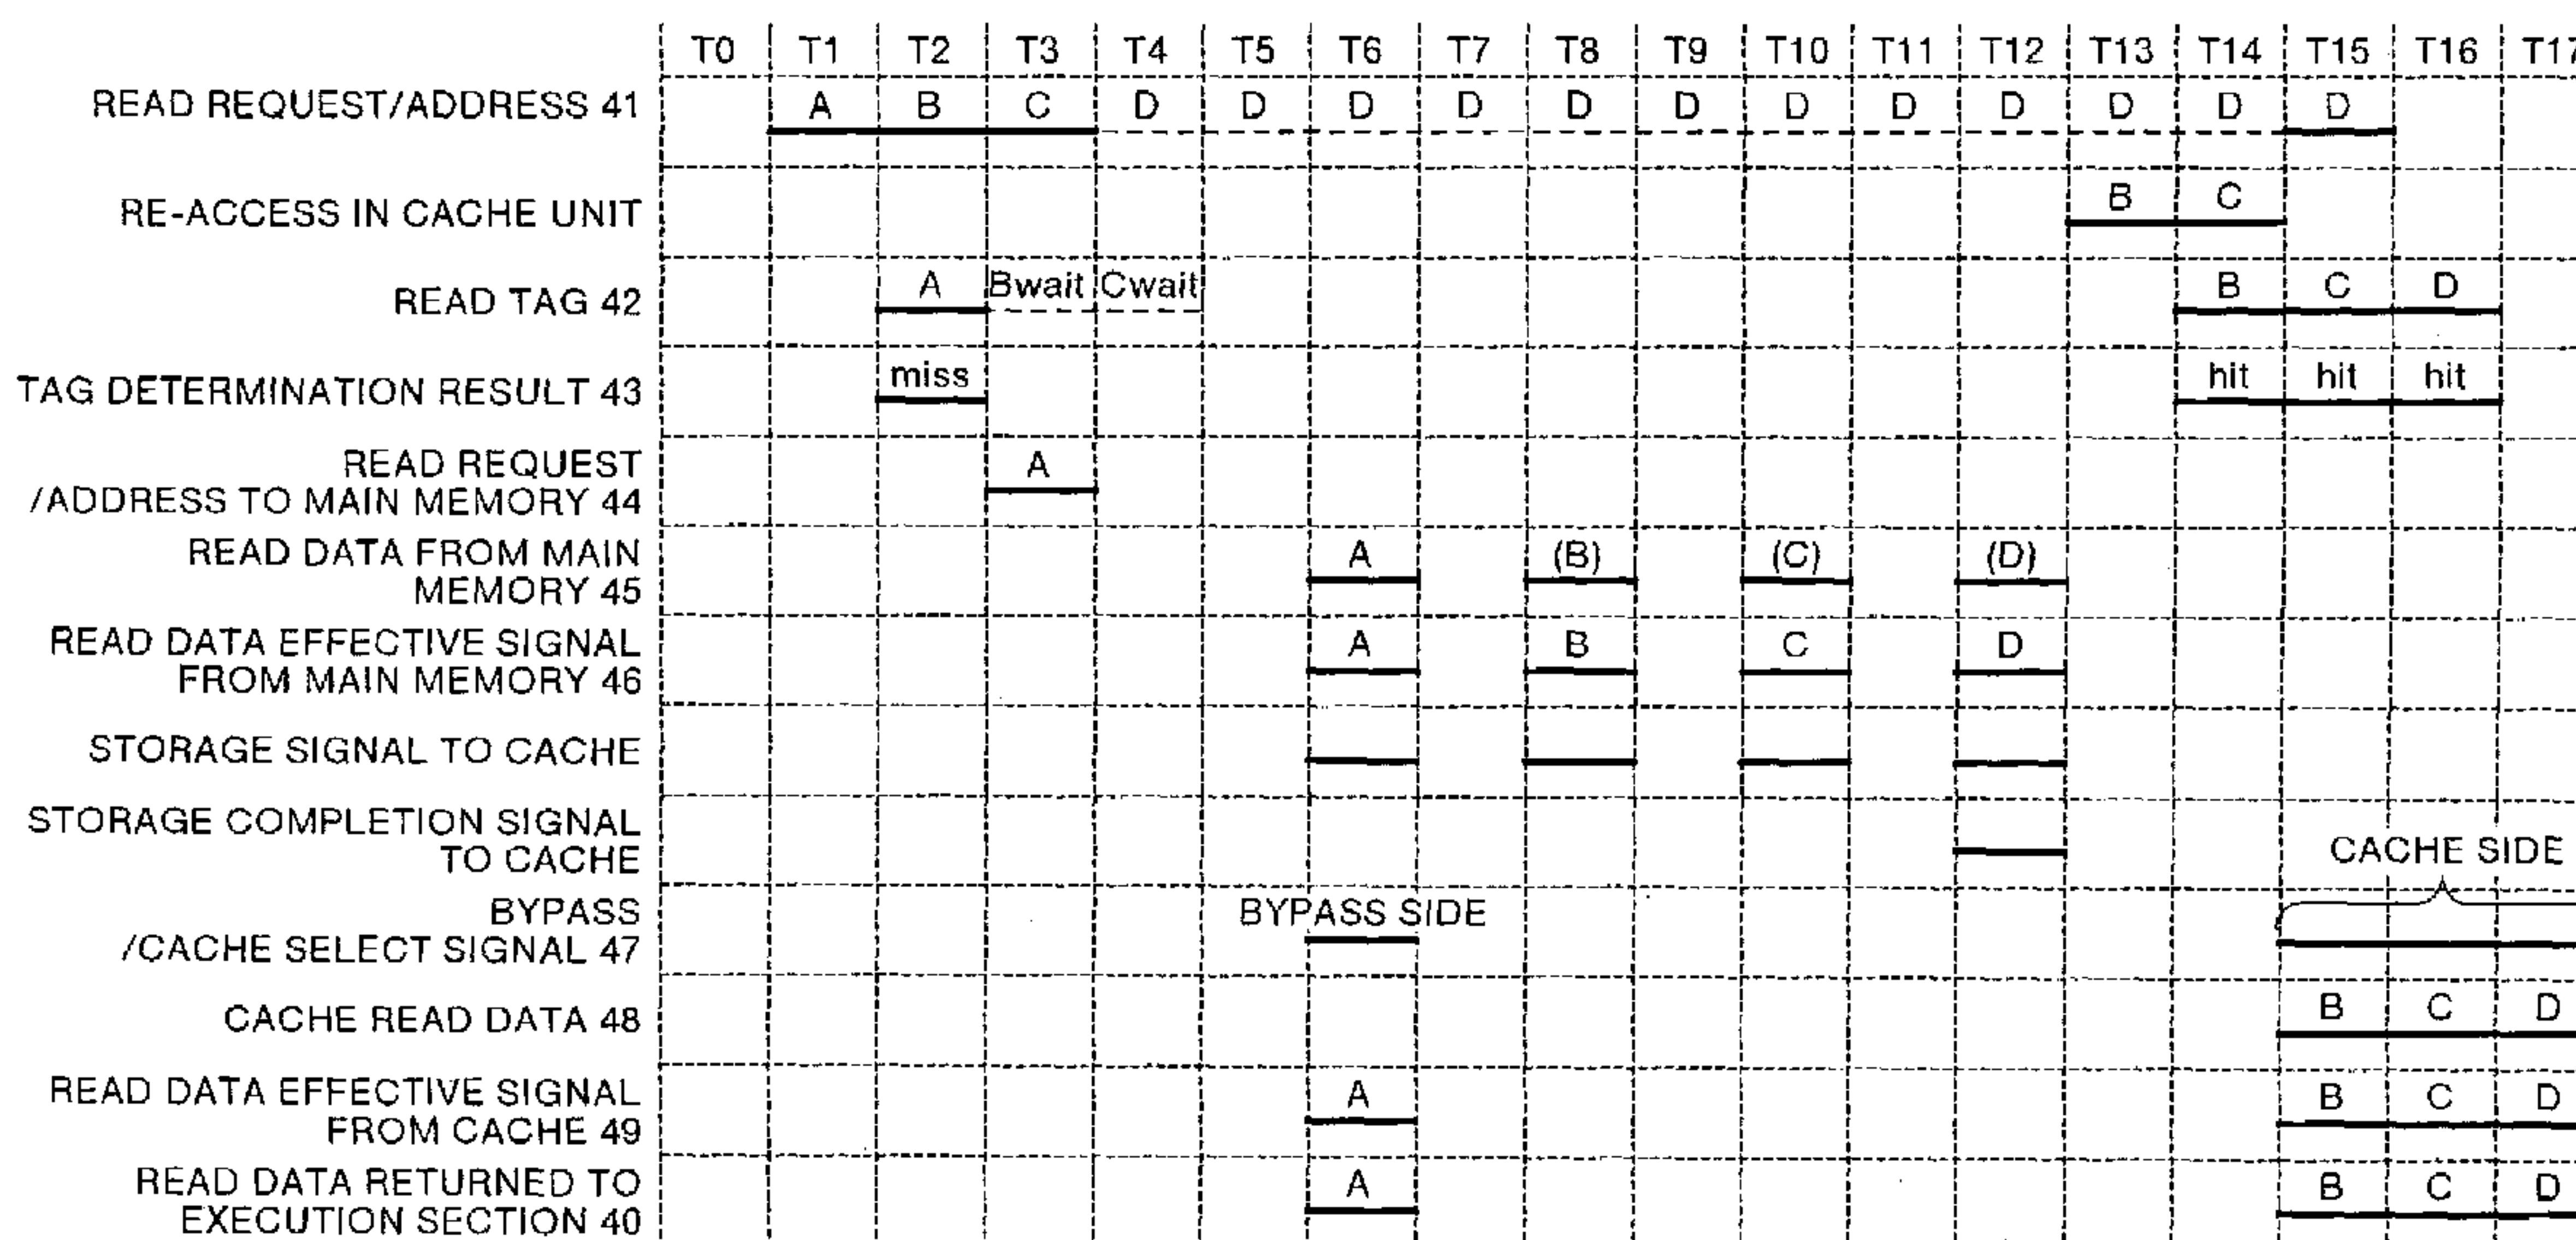 T0 T1 T2 T3 T4 T5 T6 T7 T8 T9 T10 T11 T12 T13 T14 T15 T16 T17
READ REQUEST/ADDRESS 41 A B C D D D D D D D D D D D D
RE-ACCESS IN CACHE UNIT B C
READ TAG 42 A Bwait Cwait B C D
TAG DETERMINATION RESULT 43 miss hit hit hit
READ REQUEST
/ADDRESS TO MAIN MEMORY 44 A
READ DATA FROM MAIN
MEMORY 45 A (B) (C) (D)
READ DATA EFFECTIVE SIGNAL
FROM MAIN MEMORY 46 A B C D
STORAGE SIGNAL TO CACHE
STORAGE COMPLETION SIGNAL
TO CACHE CACHE SIDE
BYPASS BYPASS SIDE
/CACHE SELECT SIGNAL 47
CACHE READ DATA 48 B C D
READ DATA EFFECTIVE SIGNAL
FROM CACHE 49 A B C D
READ DATA RETURNED TO
EXECUTION SECTION 40 A B C D